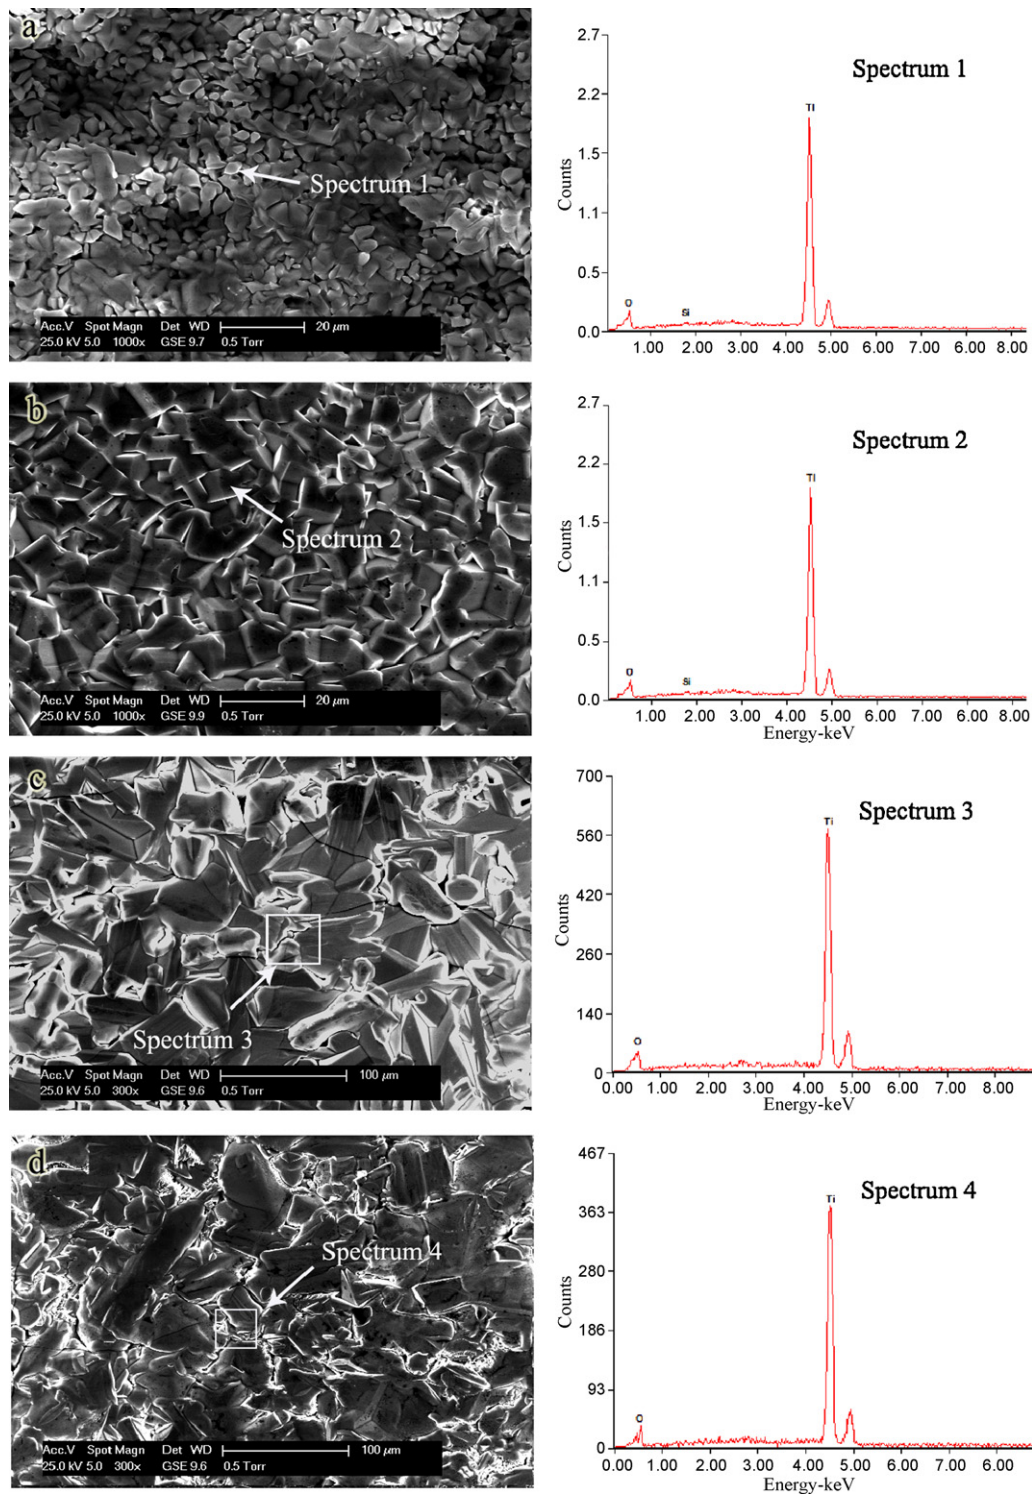 a
Spectrum 1
Acc.V Spot Magn Det WD 20 µm
25.0 kV 5.0 1000x GSE 9.7 0.5 Torr
Spectrum 1
2.7
2.2
1.5
1.1
0.5
0.0
Counts
Ti
O
Si
1.00 2.00 3.00 4.00 5.00 6.00 7.00 8.00
b
Spectrum 2
Acc.V Spot Magn Det WD 20 µm
25.0 kV 5.0 1000x GSE 9.9 0.5 Torr
Spectrum 2
2.7
2.2
1.5
1.1
0.5
0.0
Counts
Ti
O
Si
1.00 2.00 3.00 4.00 5.00 6.00 7.00 8.00
Energy-keV
c
Spectrum 3
Acc.V Spot Magn Det WD 100 µm
25.0 kV 5.0 300x GSE 9.6 0.5 Torr
Spectrum 3
700
560
420
260
140
0
Counts
Ti
O
0.00 1.00 2.00 3.00 4.00 5.00 6.00 7.00 8.00
Energy-keV
d
Spectrum 4
Acc.V Spot Magn Det WD 100 µm
25.0 kV 5.0 300x GSE 9.6 0.5 Torr
Spectrum 4
467
363
280
186
93
0
Counts
Ti
O
0.00 1.00 2.00 3.00 4.00 5.00 6.00 7.00 8.00
Energy-keV